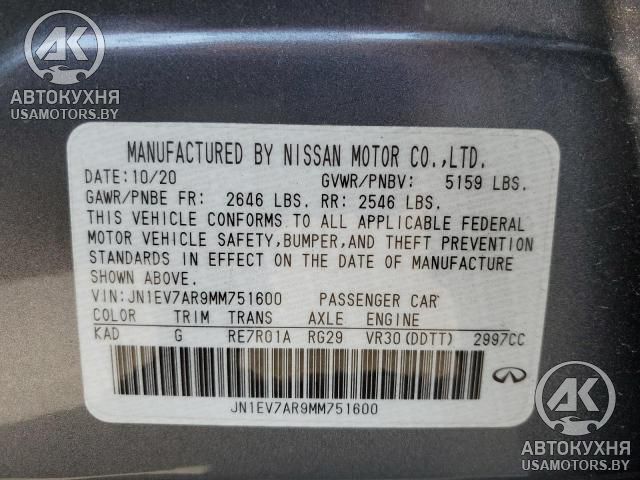 AK
АВТОКУХНЯ
USAMOTORS.BY
MANUFACTURED BY NISSAN MOTOR CO.,LTD.
DATE:10/20 GVWR/PNBV: 5159 LBS.
GAWR/PNBE FR: 2646 LBS. RR: 2546 LBS.
THIS VEHICLE CONFORMS TO ALL APPLICABLE FEDERAL
MOTOR VEHICLE SAFETY,BUMPER,AND THEFT PREVENTION
STANDARDS IN EFFECT ON THE DATE OF MANUFACTURE
SHOWN ABOVE.
VIN:JN1EV7AR9MM751600 PASSENGER CAR
COLOR TRIM TRANS AXLE ENGINE
KAD G RE7R01A RG29 VR30(DDTT) 2997CC
JN1EV7AR9MM751600
AK
АВТОКУХНЯ
USAMOTORS.BY